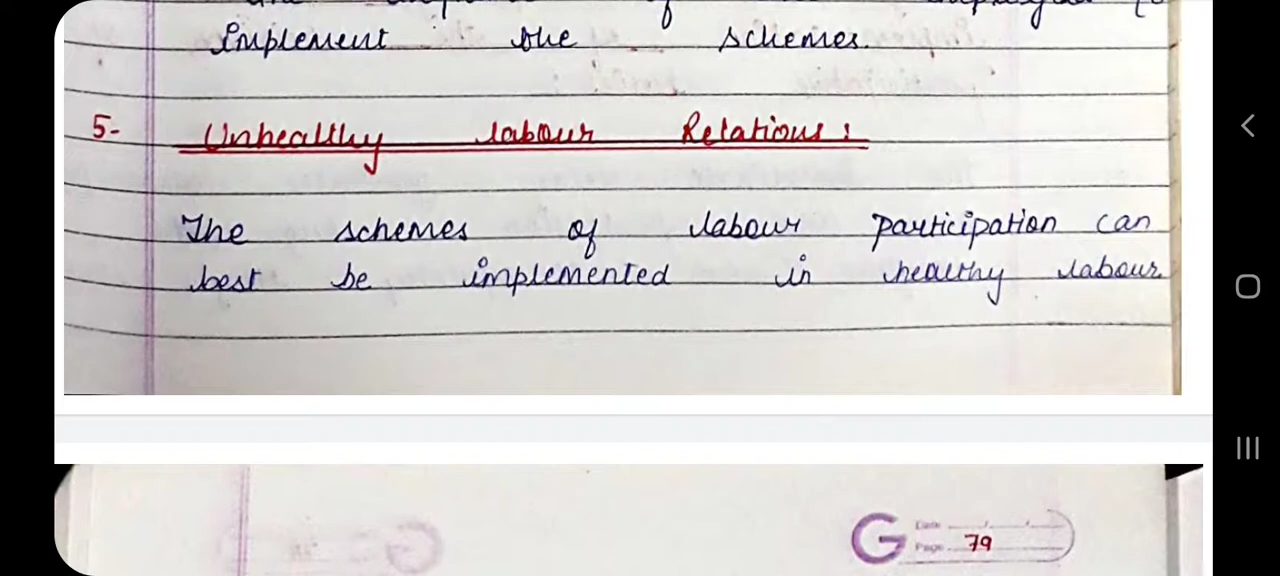 implement the schemes.
5- Unhealthy labour Relations :
The schemes of labour participation can
best be implemented in healthy labour
G
Date
Page 79